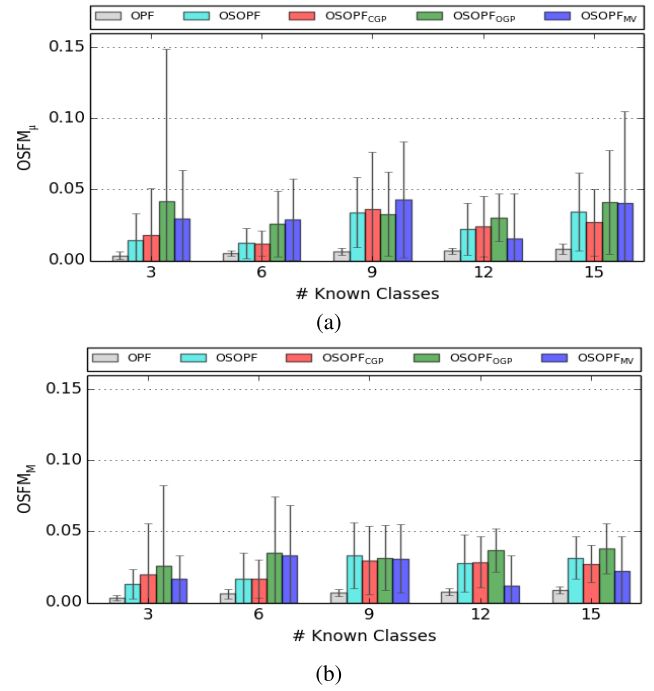 OPF OSOPF OSOPF_CGP OSOPF_OGP OSOPF_MV
0.15
0.10
0.05
0.00
OSFM_μ
3 6 9 12 15
# Known Classes
(a)
OPF OSOPF OSOPF_CGP OSOPF_OGP OSOPF_MV
0.15
0.10
0.05
0.00
OSFM_M
3 6 9 12 15
# Known Classes
(b)